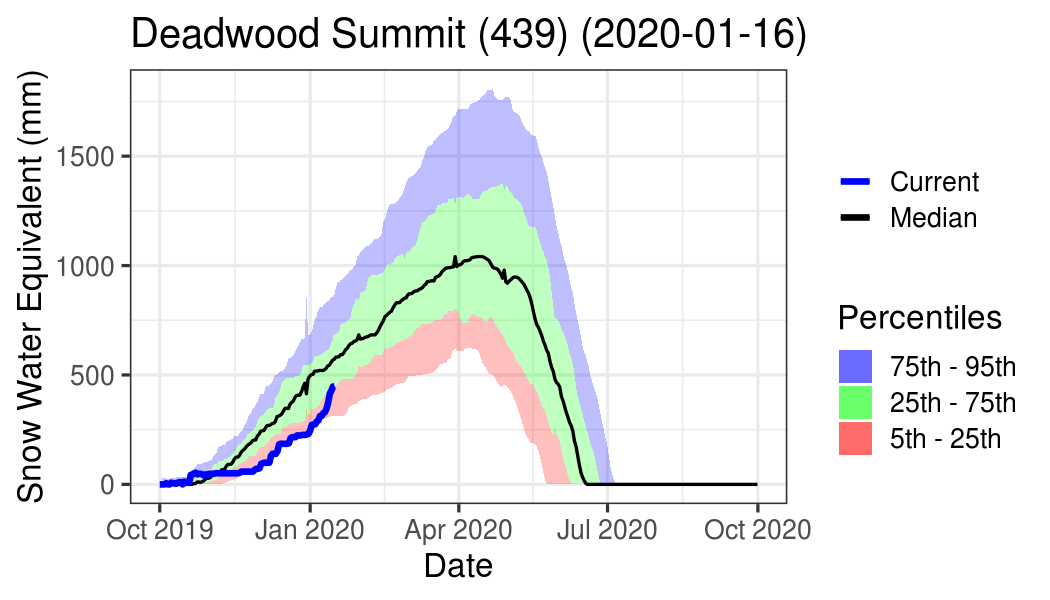 Deadwood Summit (439) (2020-01-16)
Snow Water Equivalent (mm)
1500
1000
500
0
Oct 2019
Jan 2020
Apr 2020
Jul 2020
Oct 2020
Date
Current
Median
Percentiles
75th - 95th
25th - 75th
5th - 25th